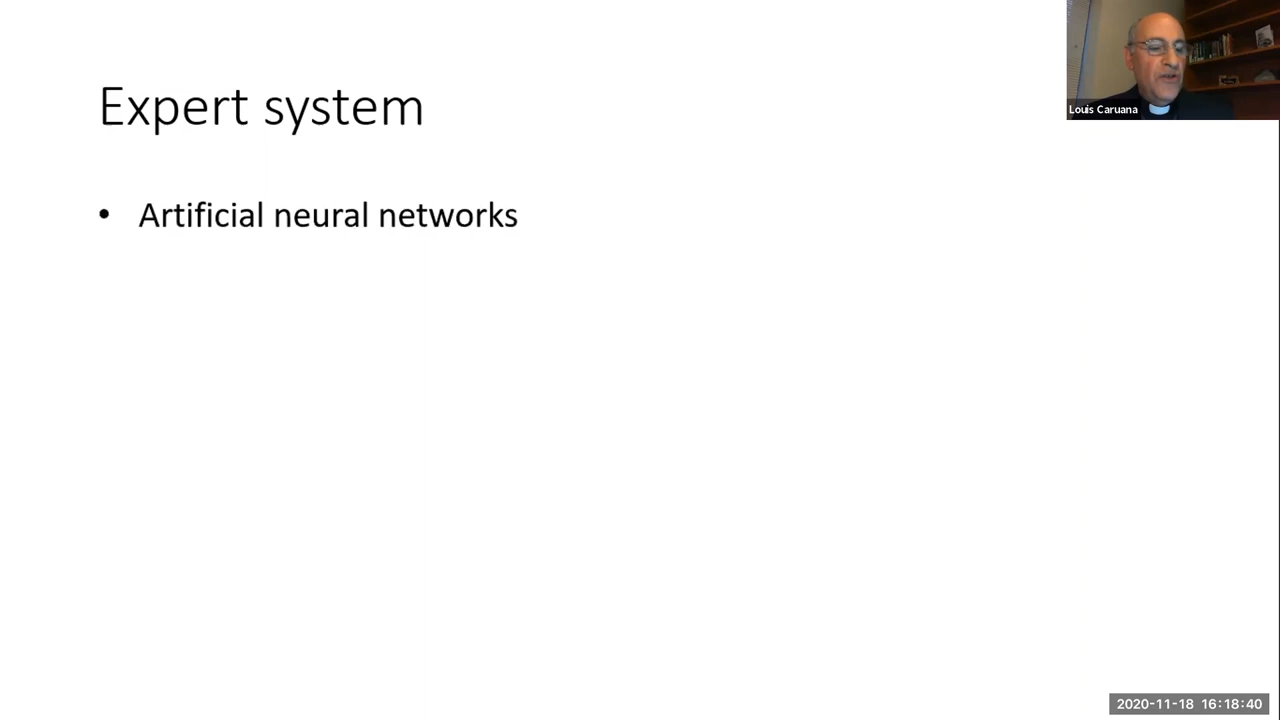 Expert system
• Artificial neural networks
Louis Caruana
2020-11-18 16:18:40